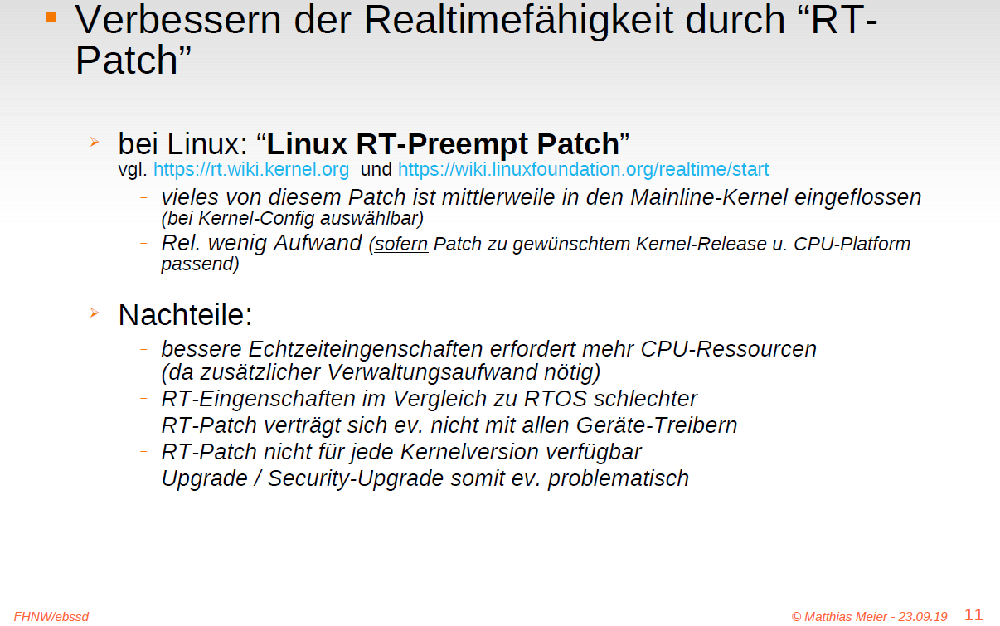 Verbessern der Realtimefähigkeit durch “RT-
Patch”
bei Linux: “Linux RT-Preempt Patch”
vgl. https://rt.wiki.kernel.org und https://wiki.linuxfoundation.org/realtime/start
– vieles von diesem Patch ist mittlerweile in den Mainline-Kernel eingeflossen
(bei Kernel-Config auswählbar)
– Rel. wenig Aufwand (sofern Patch zu gewünschtem Kernel-Release u. CPU-Platform
passend)
Nachteile:
– bessere Echtzeiteingenschaften erfordert mehr CPU-Ressourcen
(da zusätzlicher Verwaltungsaufwand nötig)
– RT-Eingenschaften im Vergleich zu RTOS schlechter
– RT-Patch verträgt sich ev. nicht mit allen Geräte-Treibern
– RT-Patch nicht für jede Kernelversion verfügbar
– Upgrade / Security-Upgrade somit ev. problematisch
FHNW/ebssd
© Matthias Meier - 23.09.19 11